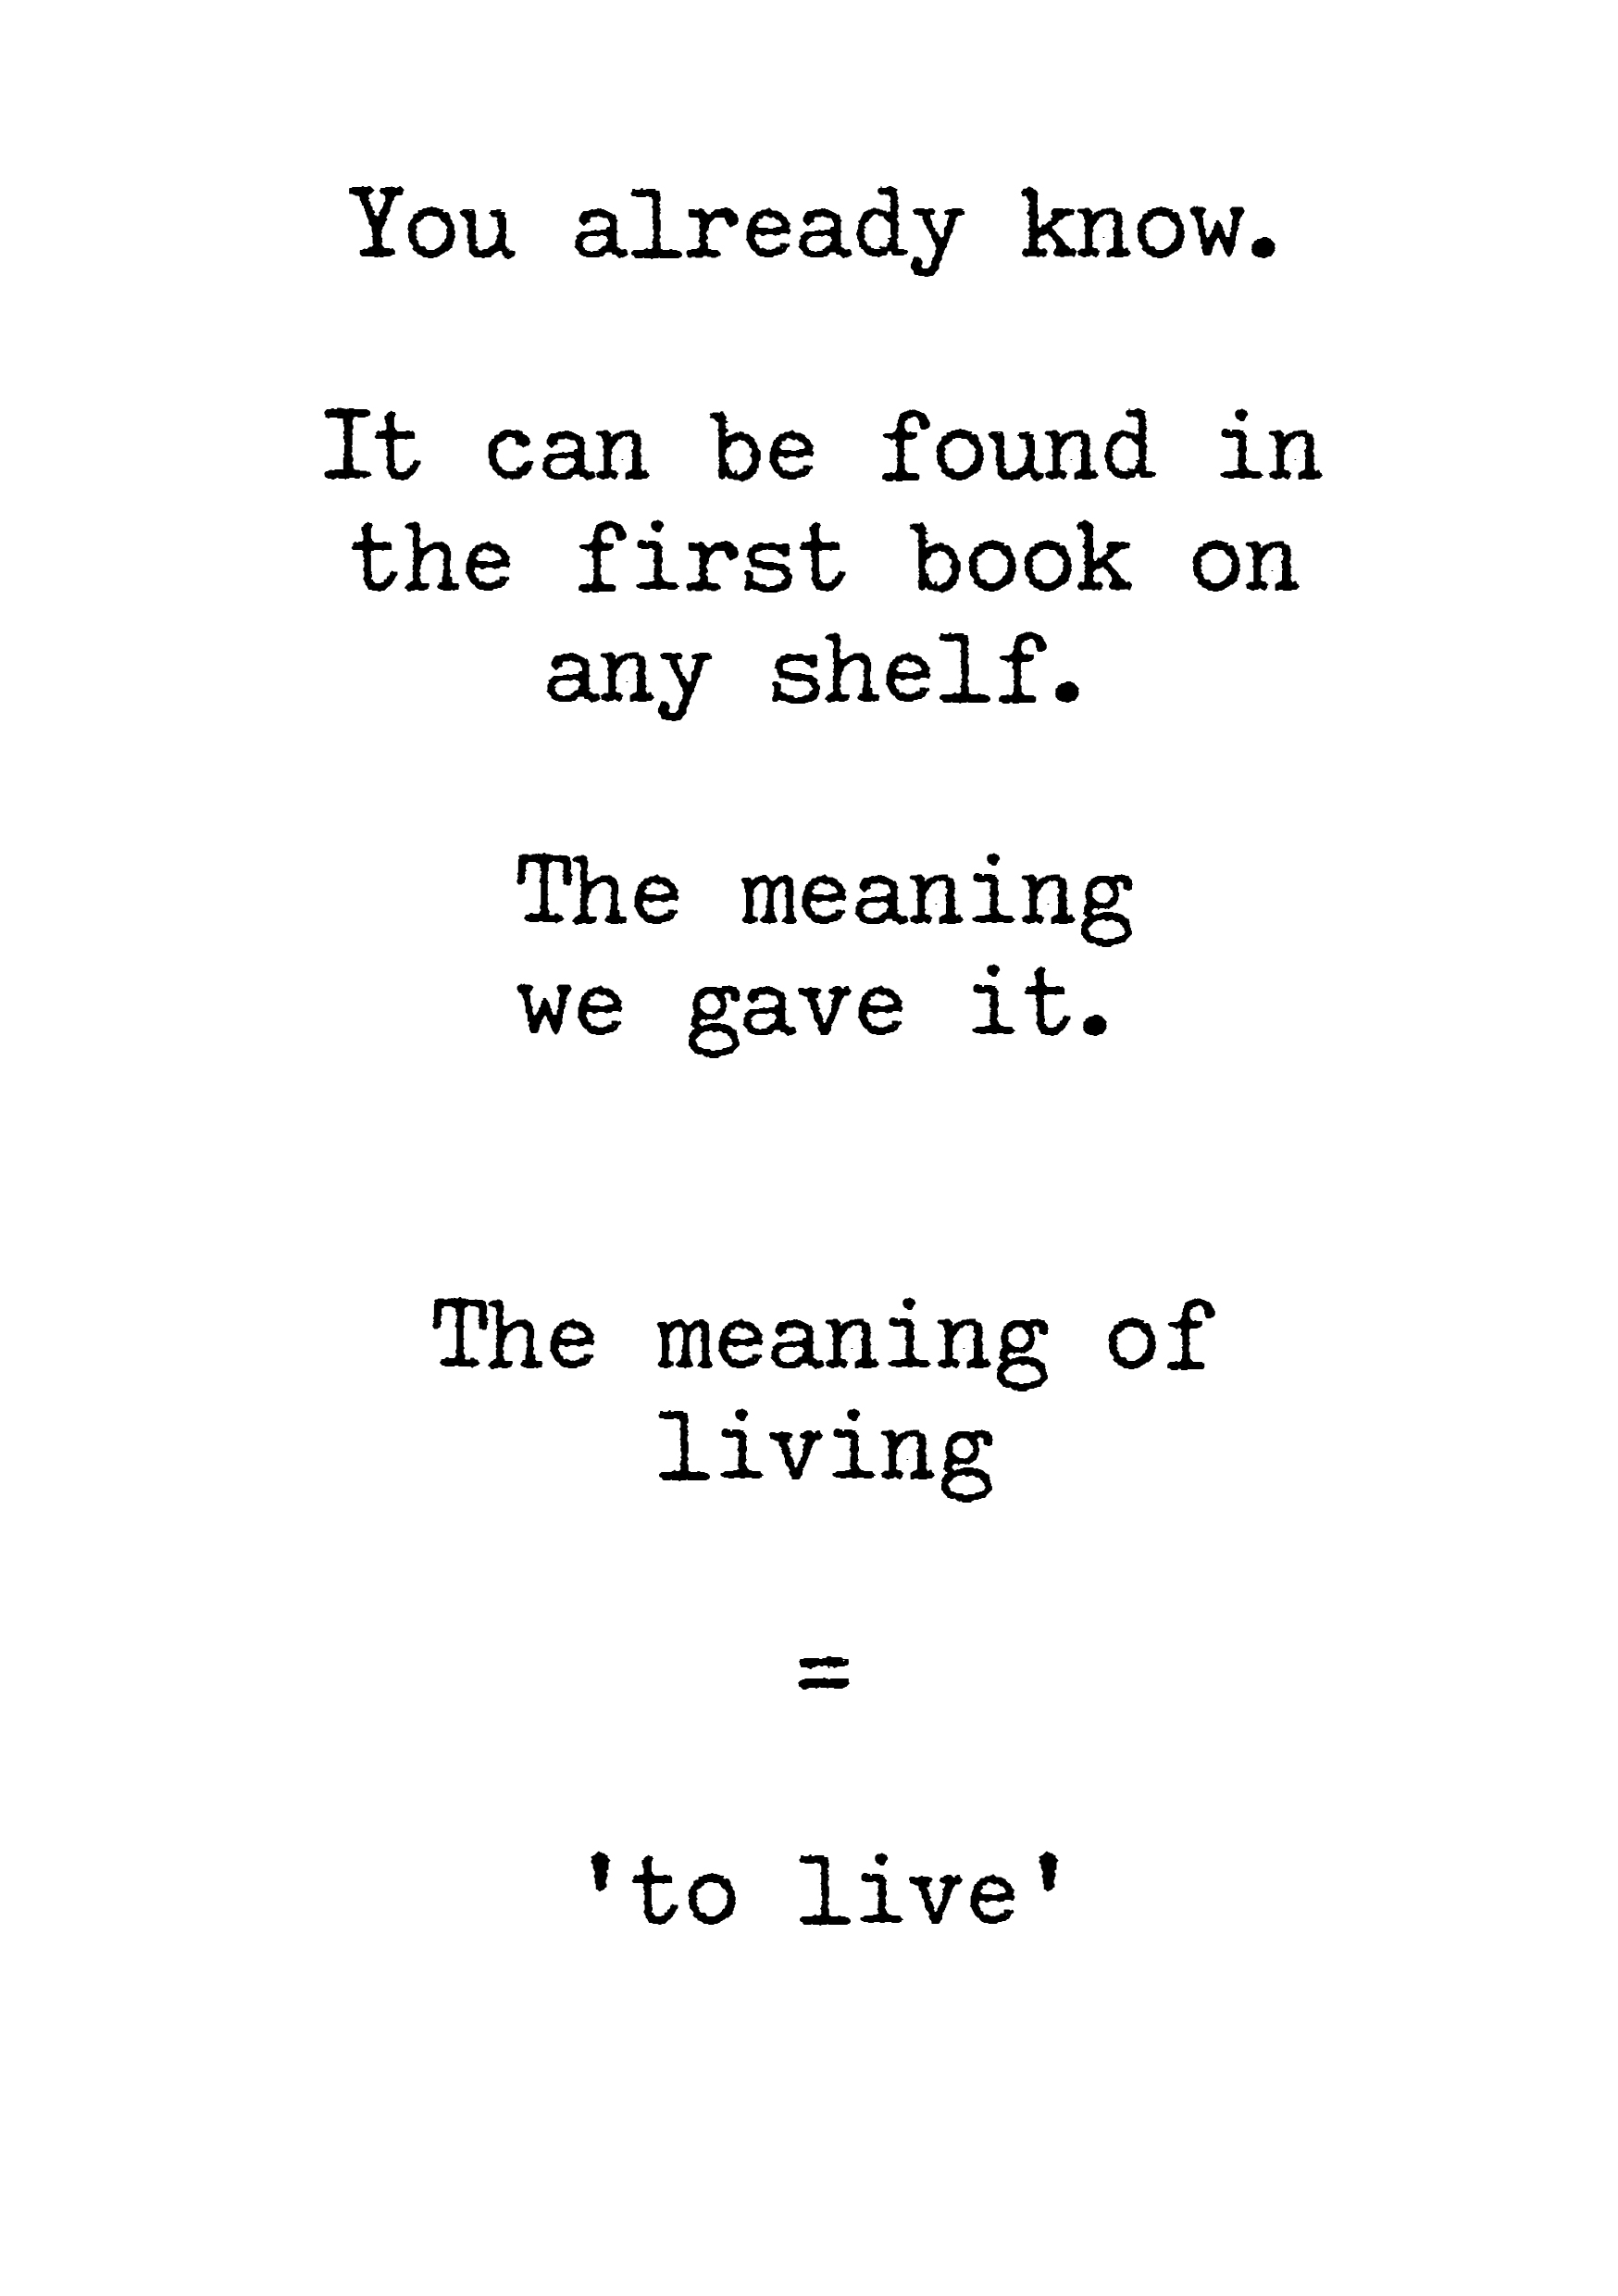 You already know.
It can be found in
the first book on
any shelf.
The meaning
we gave it.
The meaning of
living
=
'to live'